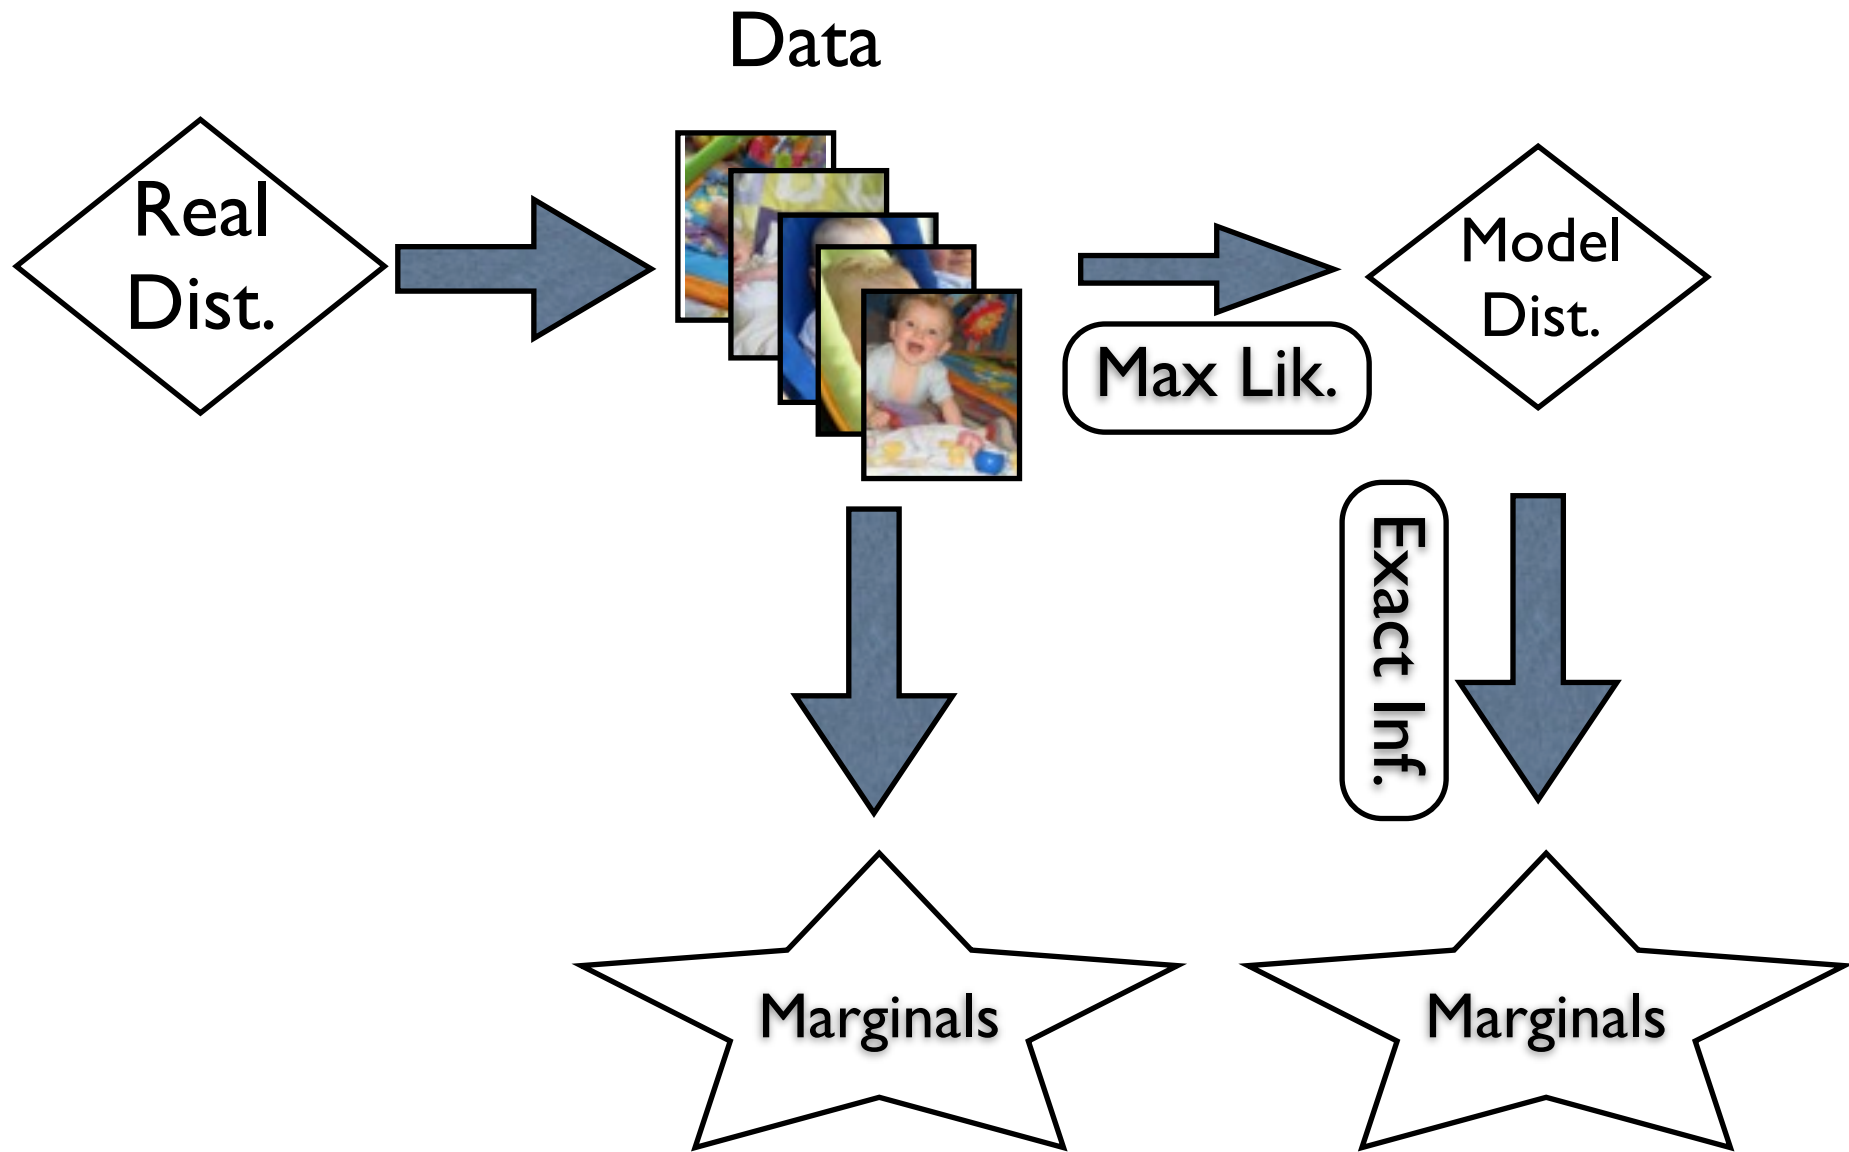 Data
Real
Dist.
Model
Dist.
Max Lik.
Exact Inf.
Marginals
Marginals